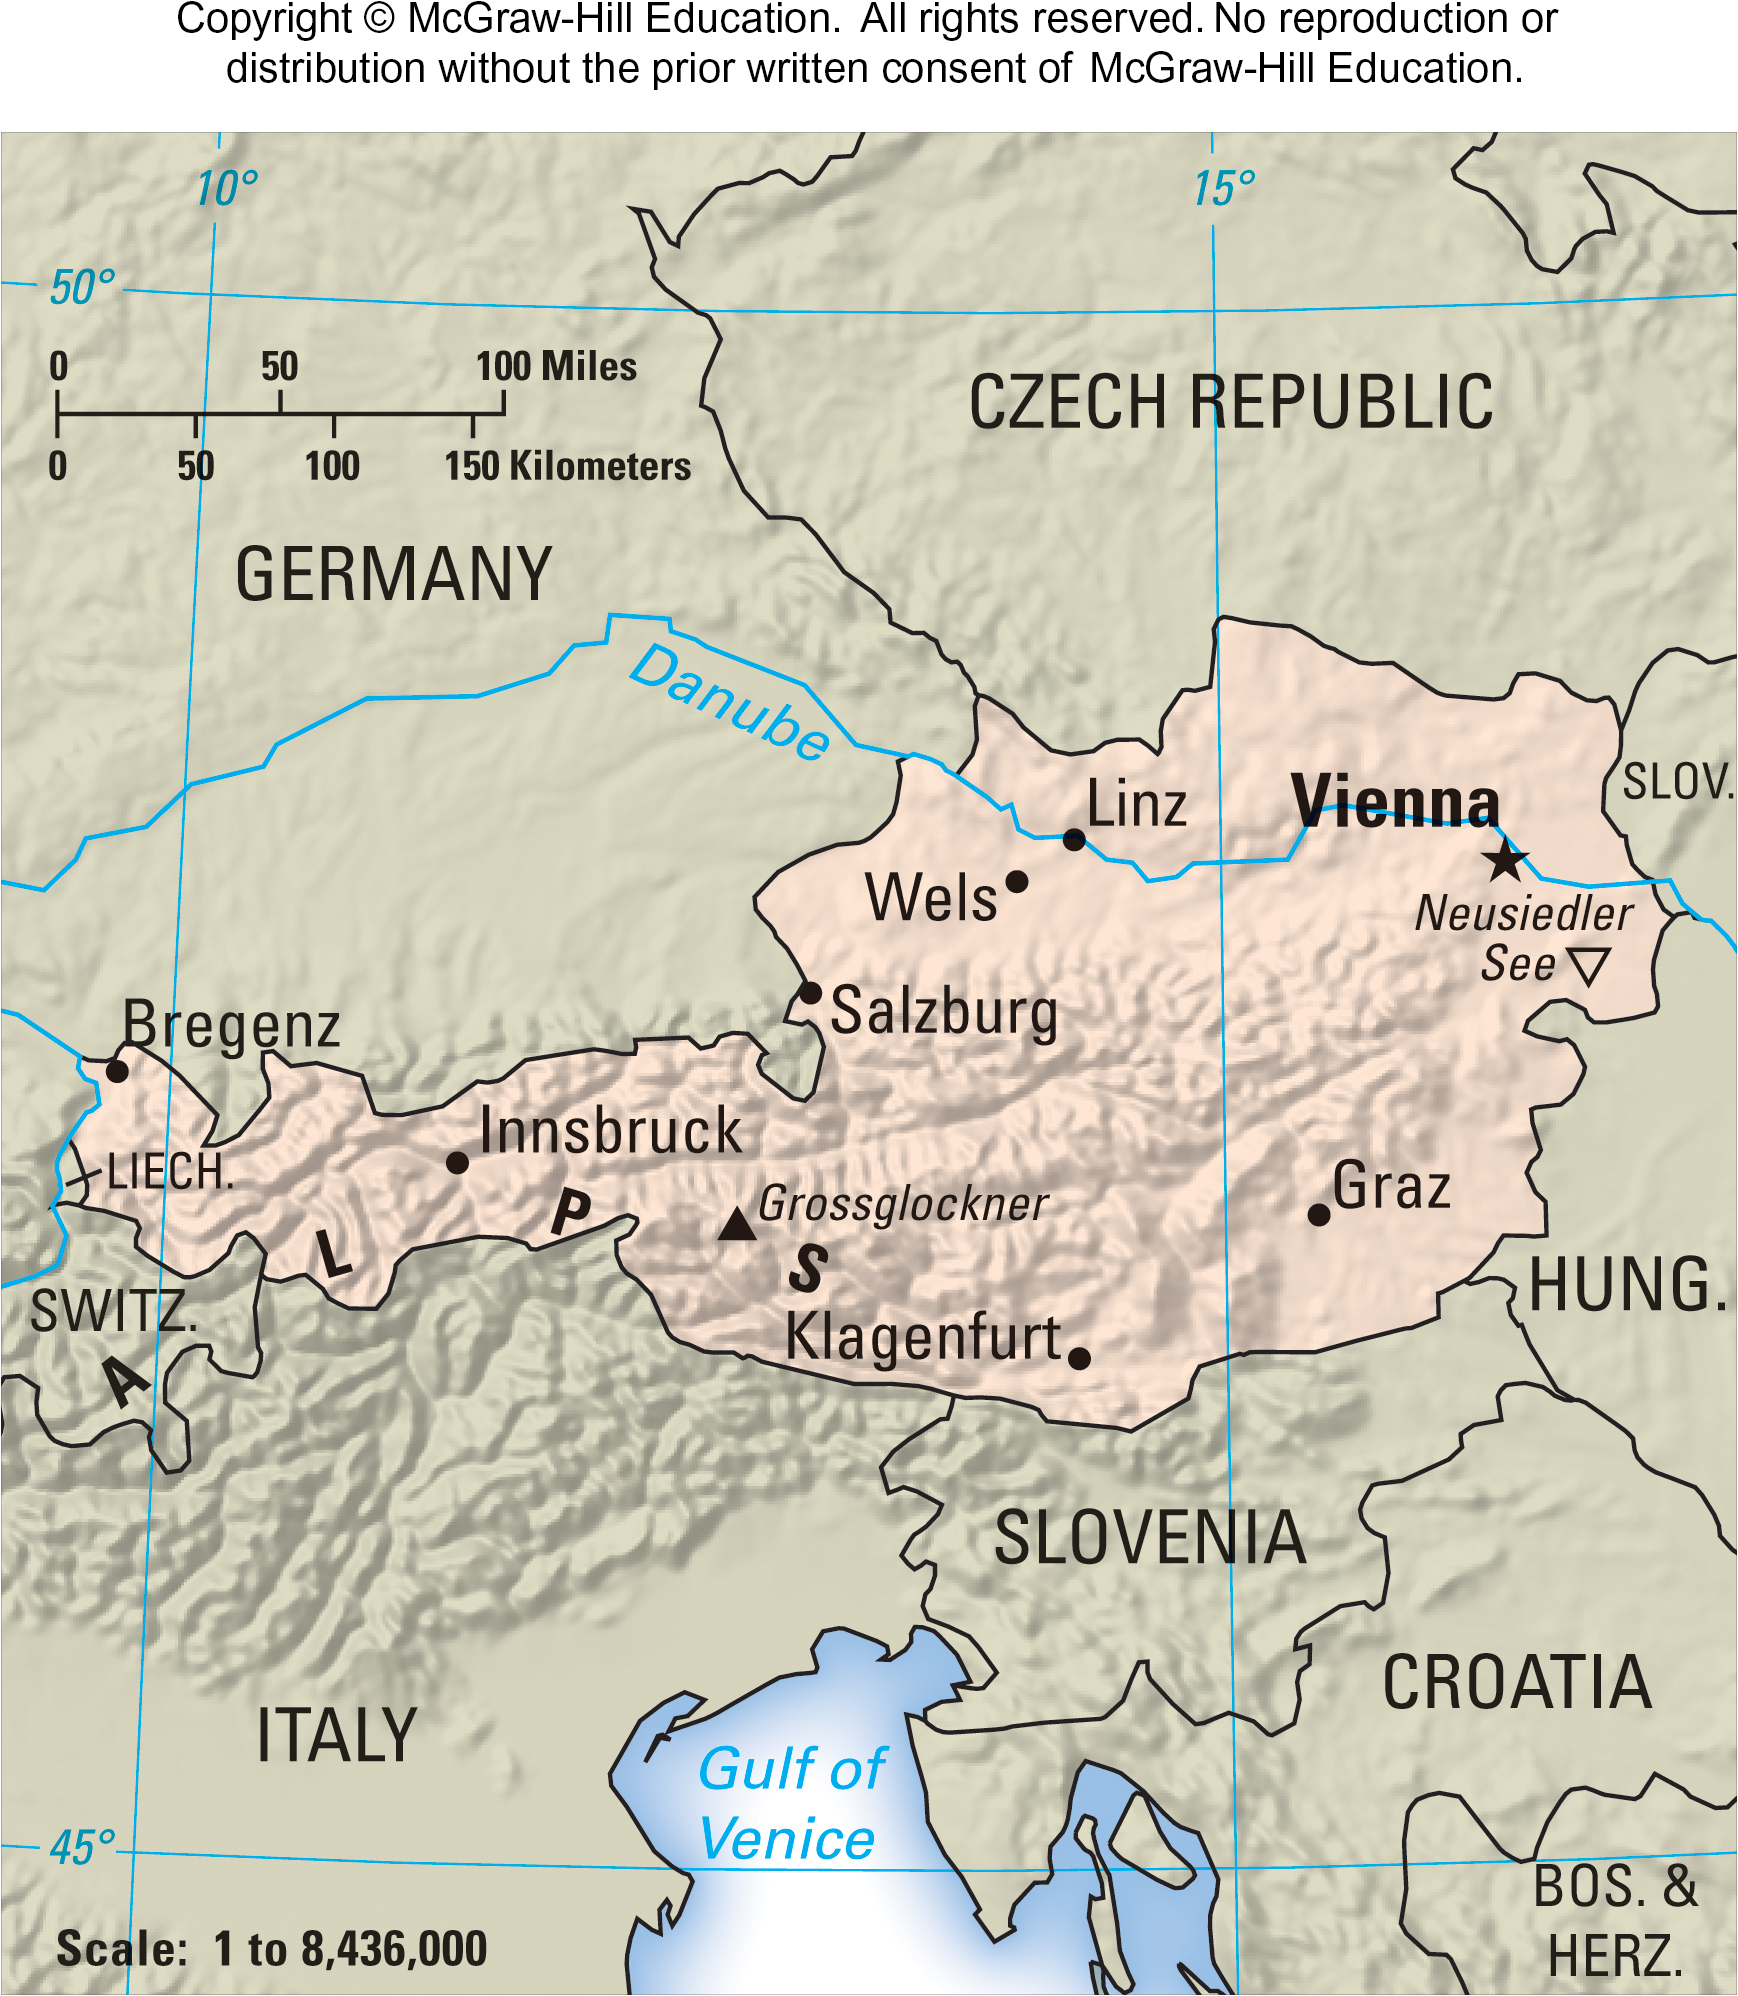 Copyright © McGraw-Hill Education. All rights reserved. No reproduction or
distribution without the prior written consent of McGraw-Hill Education.
10°
15°
50°
0 50 100 Miles
0 50 100 150 Kilometers
CZECH REPUBLIC
GERMANY
Danube
Linz
Vienna
SLOV.
Wels
Neusiedler
See
Salzburg
Bregenz
Innsbruck
LIECH.
Grossglockner
Graz
A L P S
SWITZ.
HUNG.
Klagenfurt
SLOVENIA
CROATIA
ITALY
Gulf of
Venice
45°
BOS. &
HERZ.
Scale: 1 to 8,436,000